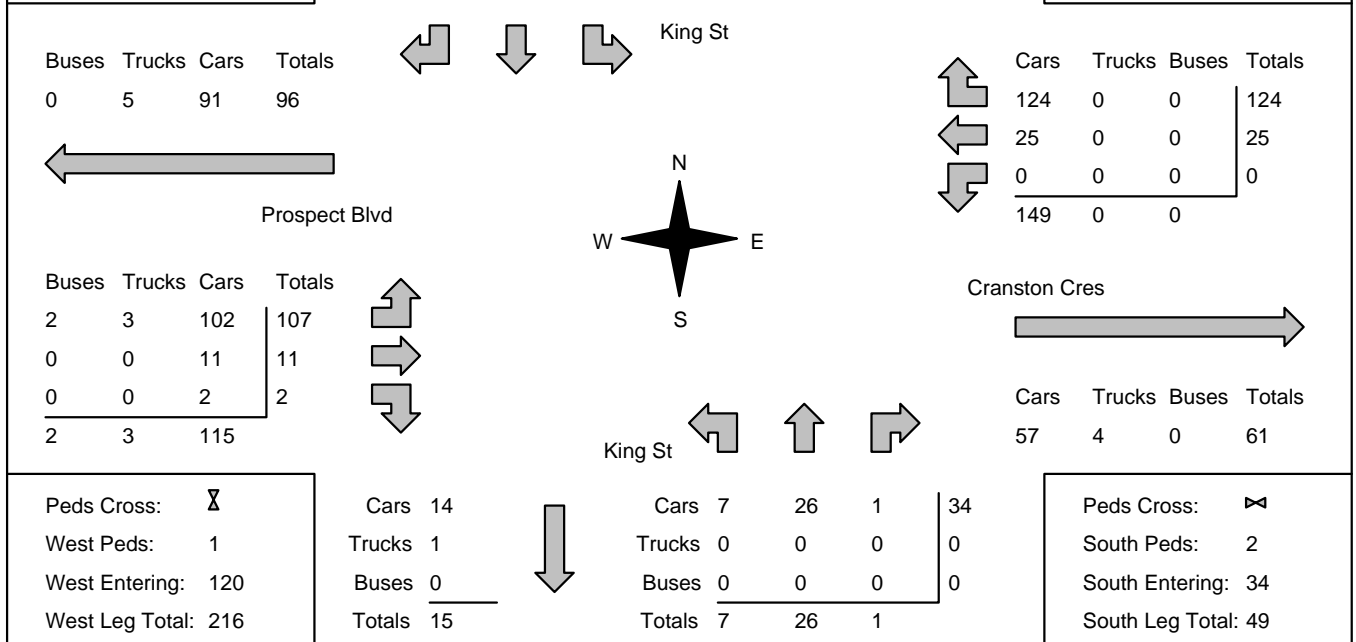 King St
Buses Trucks Cars Totals
0 5 91 96
Cars Trucks Buses Totals
124 0 0 124
25 0 0 25
0 0 0 0
149 0 0
N
W E
S
Prospect Blvd
Buses Trucks Cars Totals
2 3 102 107
0 0 11 11
0 0 2 2
2 3 115
Cranston Cres
Cars Trucks Buses Totals
57 4 0 61
King St
Peds Cross:
West Peds: 1
West Entering: 120
West Leg Total: 216
Cars 14
Trucks 1
Buses 0
Totals 15
Cars 7 26 1 34
Trucks 0 0 0 0
Buses 0 0 0 0
Totals 7 26 1
Peds Cross:
South Peds: 2
South Entering: 34
South Leg Total: 49